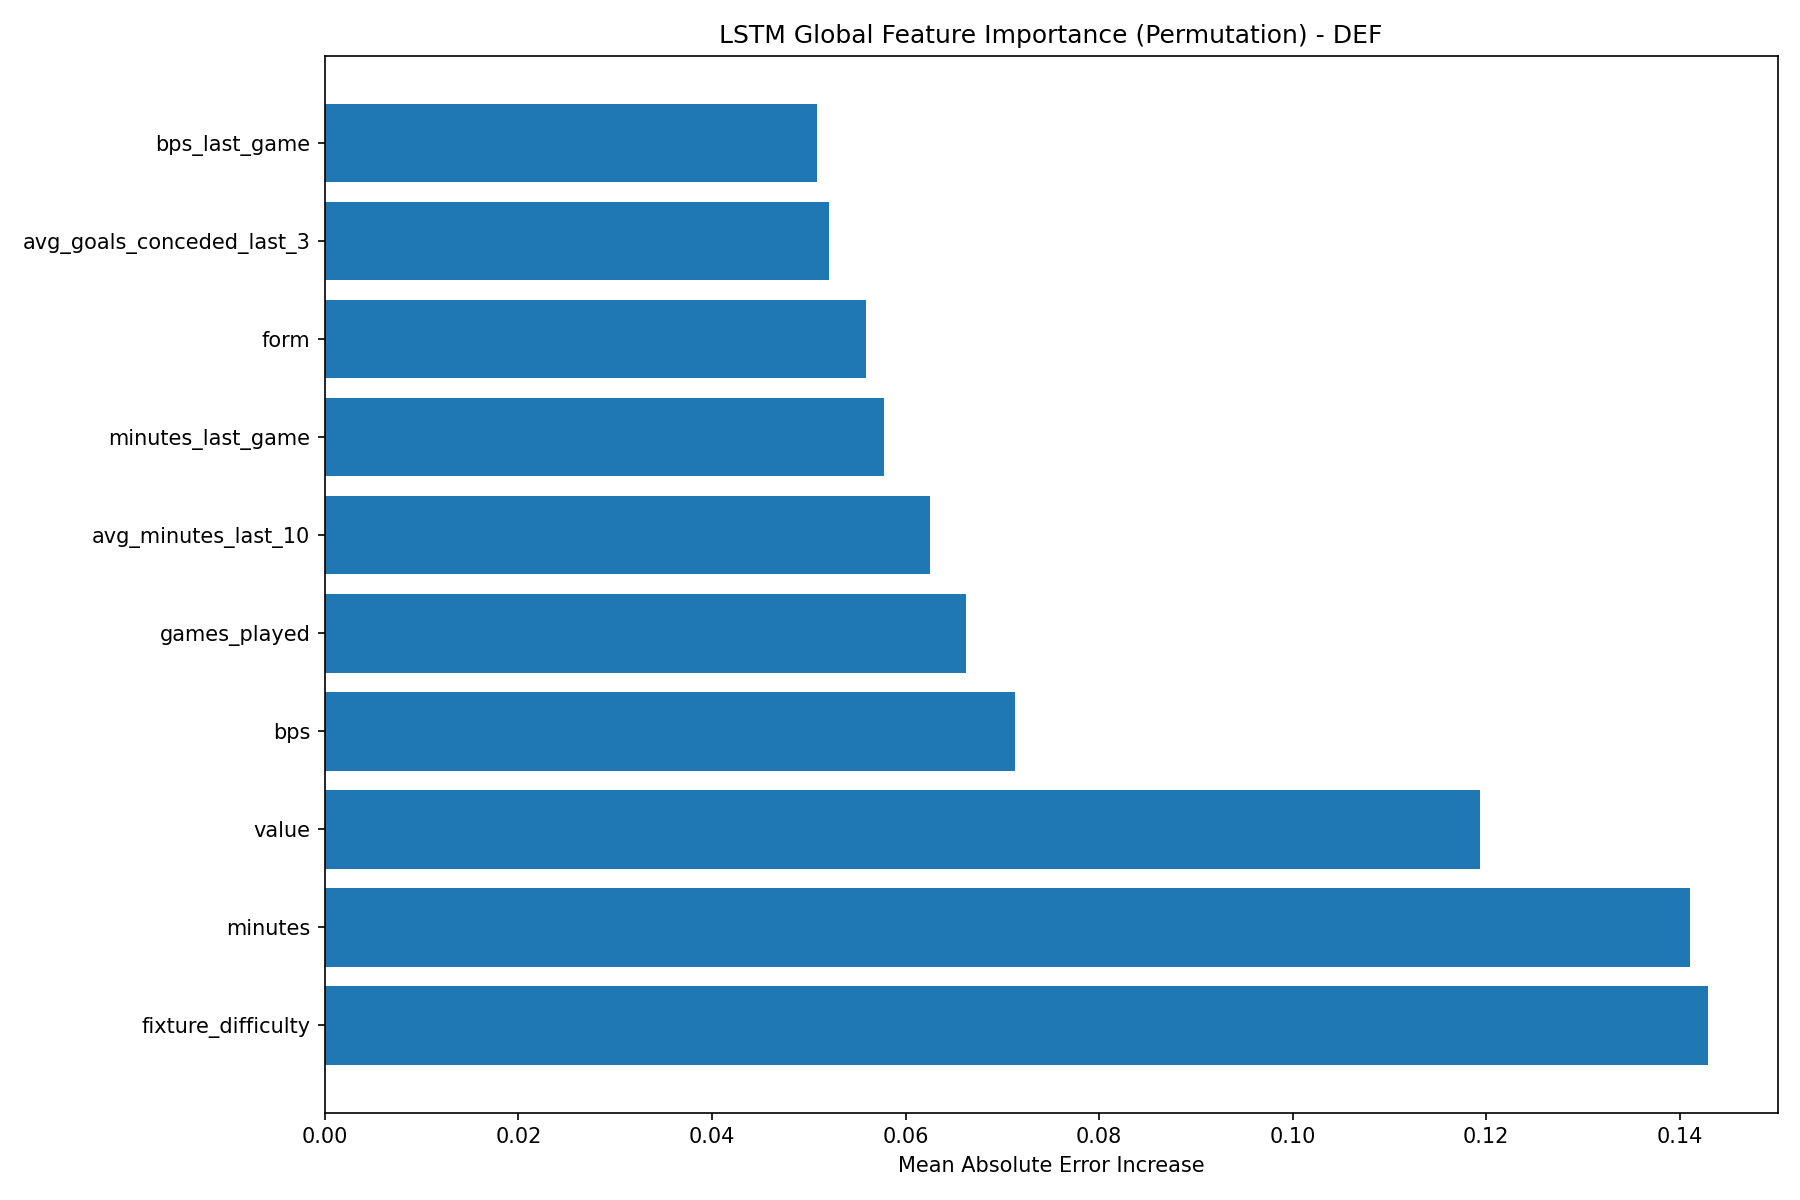 LSTM Global Feature Importance (Permutation) - DEF
bps_last_game
avg_goals_conceded_last_3
form
minutes_last_game
avg_minutes_last_10
games_played
bps
value
minutes
fixture_difficulty
0.00 0.02 0.04 0.06 0.08 0.10 0.12 0.14
Mean Absolute Error Increase